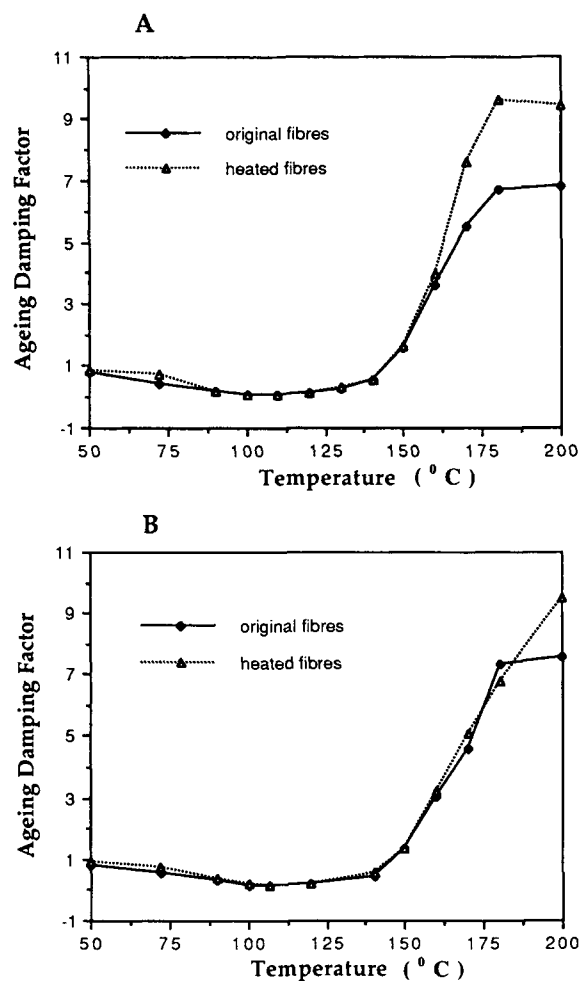 A
11
9
7
5
3
1
-1
Ageing Damping Factor
original fibres
heated fibres
50 75 100 125 150 175 200
Temperature ( ⁰ C )
B
11
9
7
5
3
1
-1
Ageing Damping Factor
original fibres
heated fibres
50 75 100 125 150 175 200
Temperature ( ⁰ C )